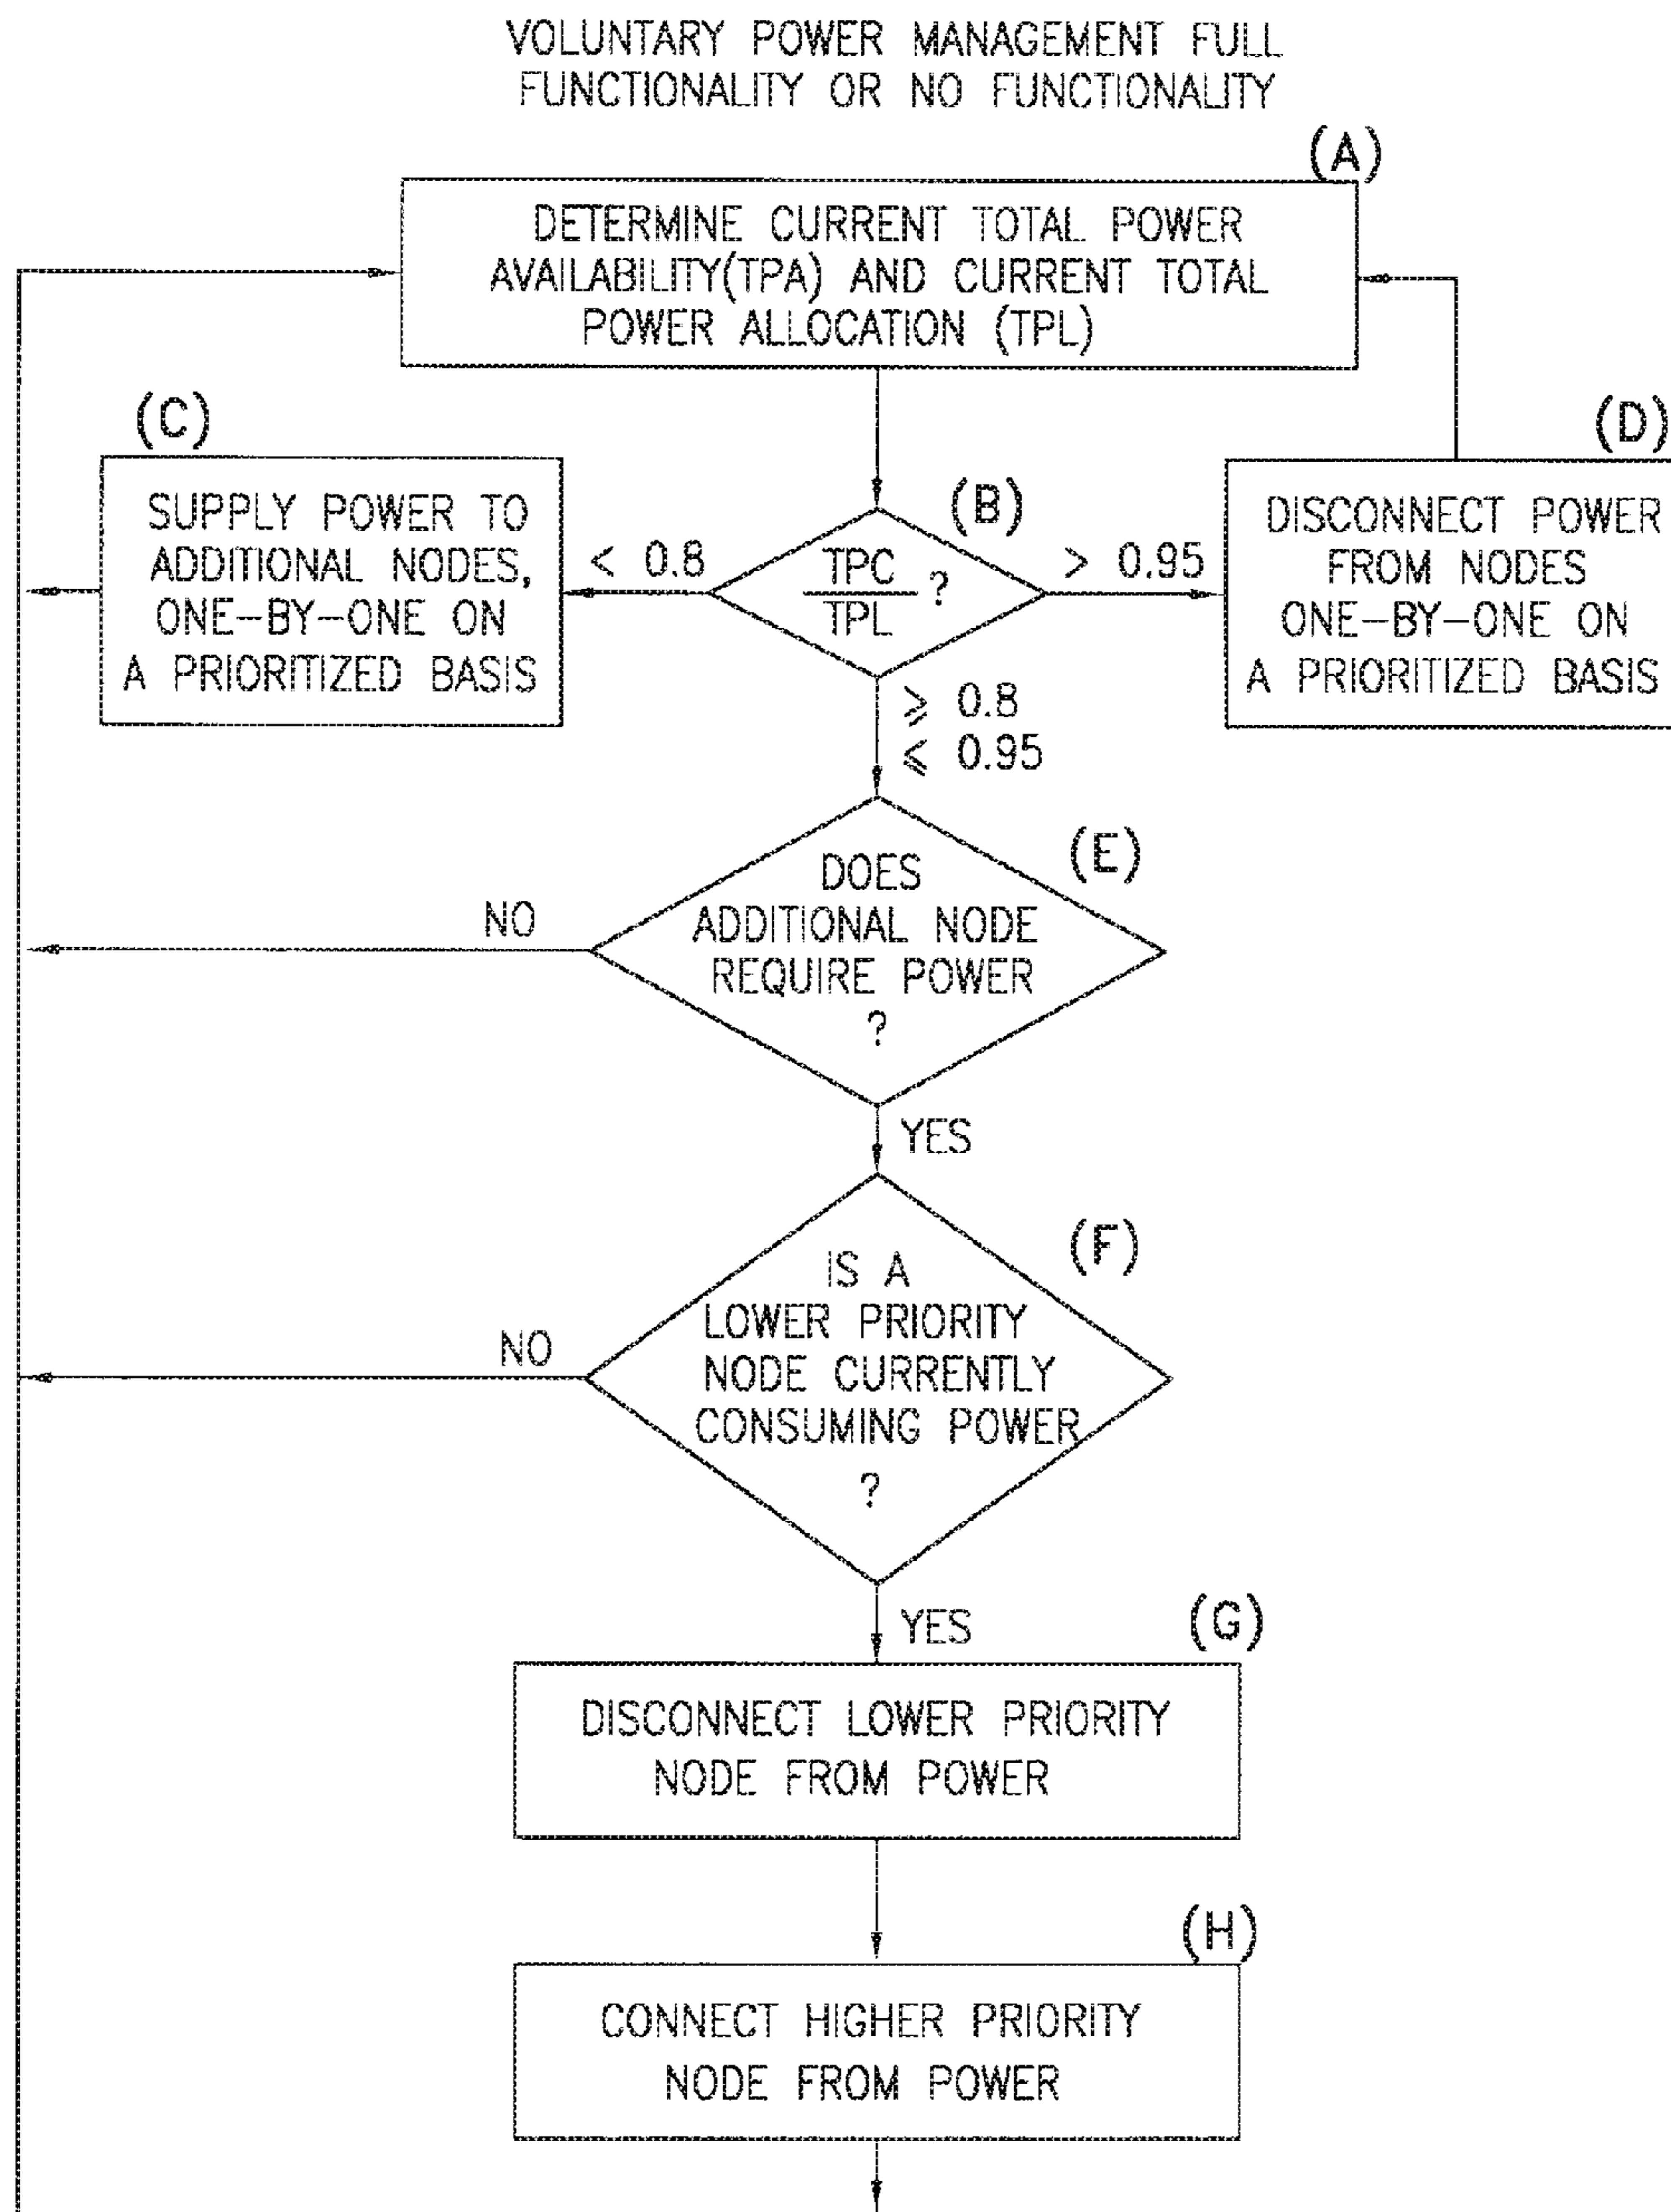 VOLUNTARY POWER MANAGEMENT FULL
FUNCTIONALITY OR NO FUNCTIONALITY
(A)
DETERMINE CURRENT TOTAL POWER
AVAILABILITY(TPA) AND CURRENT TOTAL
POWER ALLOCATION (TPL)
(C)
SUPPLY POWER TO
ADDITIONAL NODES,
ONE-BY-ONE ON
A PRIORITIZED BASIS
< 0.8
(B)
TPC
TPL
?
> 0.95
(D)
DISCONNECT POWER
FROM NODES
ONE-BY-ONE ON
A PRIORITIZED BASIS
⩾ 0.8
⩽ 0.95
(E)
DOES
ADDITIONAL NODE
REQUIRE POWER
?
NO
YES
(F)
IS A
LOWER PRIORITY
NODE CURRENTLY
CONSUMING POWER
?
NO
YES
(G)
DISCONNECT LOWER PRIORITY
NODE FROM POWER
(H)
CONNECT HIGHER PRIORITY
NODE FROM POWER